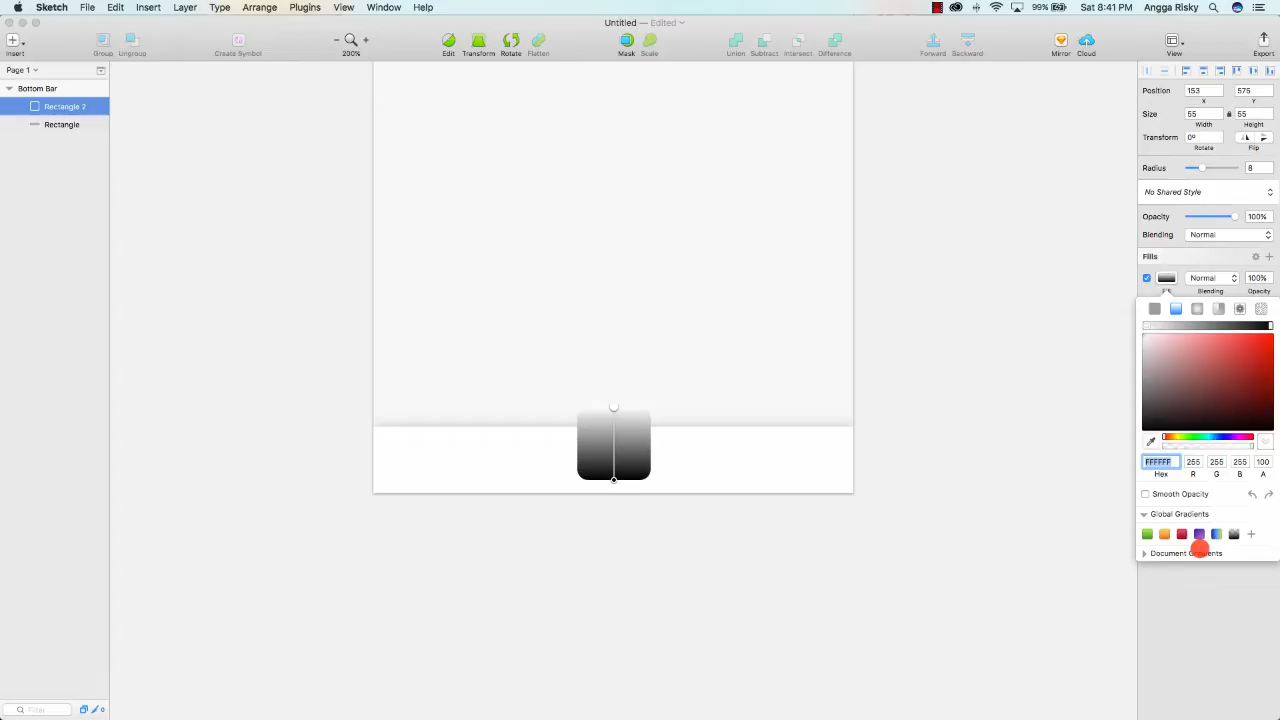 Sketch File Edit Insert Layer Type Arrange Plugins View Window Help 99% Sat 8:41 PM Angga Risky
Untitled — Edited
Insert Group Ungroup Create Symbol 200% Edit Transform Rotate Flatten Mask Scale Union Subtract Intersect Difference Forward Backward Mirror Cloud View Export
Page 1
Bottom Bar
Rectangle 2
Rectangle
Position 153 575
X Y
Size 55 55
Width Height
Transform 0º
Rotate Flip
Radius 8
No Shared Style
Opacity 100%
Blending Normal
Fills
Normal 100%
Blending Opacity
FFFFFF 255 255 255 100
Hex R G B A
Smooth Opacity
Global Gradients
Document Gradients
Filter 0